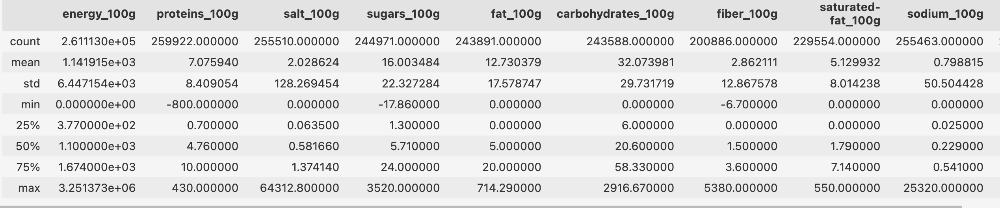 energy_100g proteins_100g salt_100g sugars_100g fat_100g carbohydrates_100g fiber_100g saturated-fat_100g sodium_100g
count 2.611130e+05 259922.000000 255510.000000 244971.000000 243891.000000 243588.000000 200886.000000 229554.000000 255463.000000
mean 1.141915e+03 7.075940 2.028624 16.003484 12.730379 32.073981 2.862111 5.129932 0.798815
std 6.447154e+03 8.409054 128.269454 22.327284 17.578747 29.731719 12.867578 8.014238 50.504428
min 0.000000e+00 -800.000000 0.000000 -17.860000 0.000000 0.000000 -6.700000 0.000000 0.000000
25% 3.770000e+02 0.700000 0.063500 1.300000 0.000000 6.000000 0.000000 0.000000 0.025000
50% 1.100000e+03 4.760000 0.581660 5.710000 5.000000 20.600000 1.500000 1.790000 0.229000
75% 1.674000e+03 10.000000 1.374140 24.000000 20.000000 58.330000 3.600000 7.140000 0.541000
max 3.251373e+06 430.000000 64312.800000 3520.000000 714.290000 2916.670000 5380.000000 550.000000 25320.000000